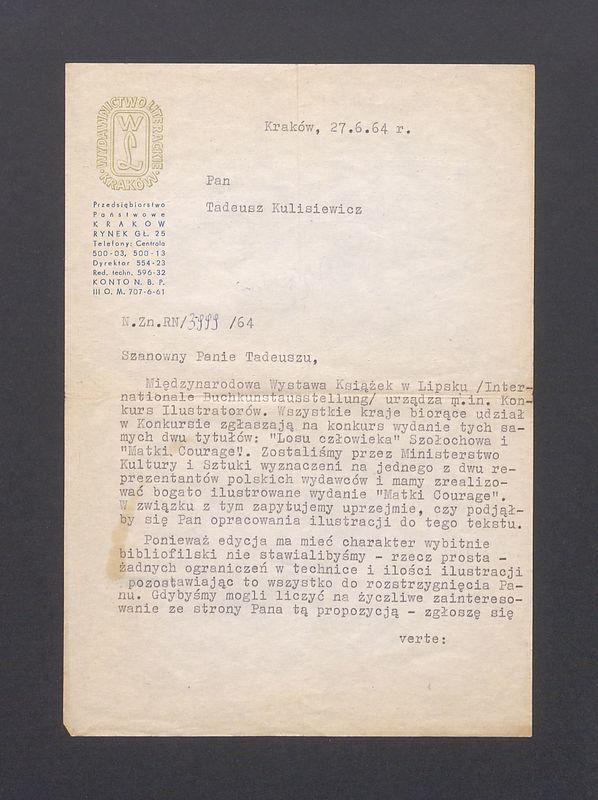 WYDAWNICTWO LITERACKIE
KRAKÓW
WL
Kraków, 27.6.64 r.
Pan
Tadeusz Kulisiewicz
Przedsiębiorstwo
Państwowe
KRAKÓW
RYNEK GŁ. 25
Telefony: Centrala
500-03, 500-13
Dyrektor 554-23
Red. techn. 596-32
KONTO N. B. P.
III O. M. 707-6-61
N.Zn.RN/3999 /64
Szanowny Panie Tadeuszu,
Międzynarodowa Wystawa Książek w Lipsku /Inter-
nationale Buchkunstausstellung/ urządza m.in. Kon-
kurs Ilustratorów. Wszystkie kraje biorące udział
w Konkursie zgłaszają na konkurs wydanie tych sa-
mych dwu tytułów: "Losu człowieka" Szołochowa i
"Matki Courage". Zostaliśmy przez Ministerstwo
Kultury i Sztuki wyznaczeni na jednego z dwu re-
prezentantów polskich wydawców i mamy zrealizo-
wać bogato ilustrowane wydanie "Matki Courage".
W związku z tym zapytujemy uprzejmie, czy podjął-
by się Pan opracowania ilustracji do tego tekstu.
Ponieważ edycja ma mieć charakter wybitnie
bibliofilski nie stawialibyśmy - rzecz prosta -
żadnych ograniczeń w technice i ilości ilustracji
pozostawiając to wszystko do rozstrzygnięcia Pa-
nu. Gdybyśmy mogli liczyć na życzliwe zaintereso-
wanie ze strony Pana tą propozycją - zgłoszę się
verte: